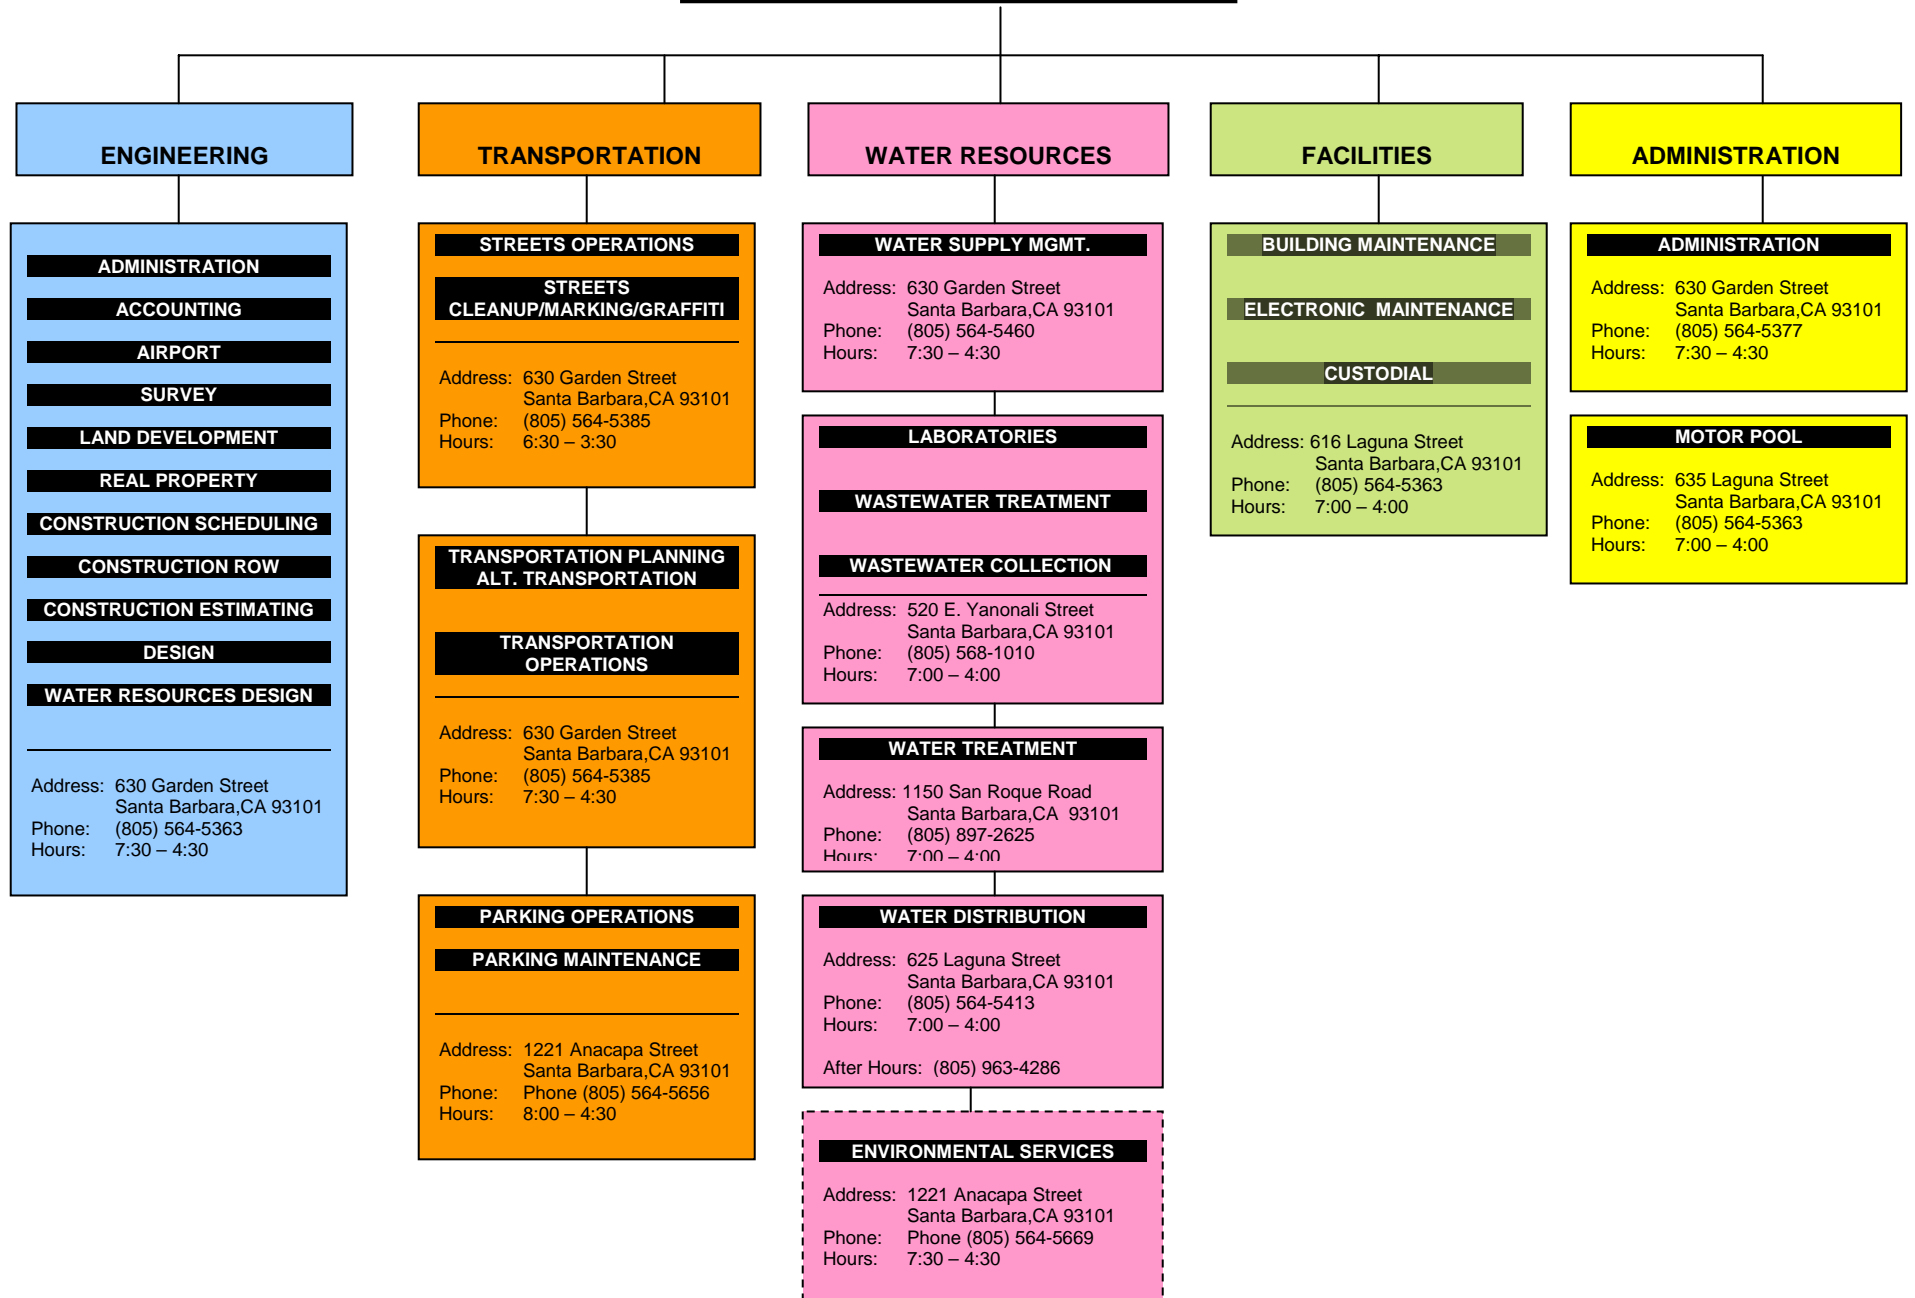 ENGINEERING
TRANSPORTATION
WATER RESOURCES
FACILITIES
ADMINISTRATION
ADMINISTRATION
ACCOUNTING
AIRPORT
SURVEY
LAND DEVELOPMENT
REAL PROPERTY
CONSTRUCTION SCHEDULING
CONSTRUCTION ROW
CONSTRUCTION ESTIMATING
DESIGN
WATER RESOURCES DESIGN
Address: 630 Garden Street
Santa Barbara,CA 93101
Phone: (805) 564-5363
Hours: 7:30 – 4:30
STREETS OPERATIONS
STREETS
CLEANUP/MARKING/GRAFFITI
Address: 630 Garden Street
Santa Barbara,CA 93101
Phone: (805) 564-5385
Hours: 6:30 – 3:30
TRANSPORTATION PLANNING
ALT. TRANSPORTATION
TRANSPORTATION
OPERATIONS
Address: 630 Garden Street
Santa Barbara,CA 93101
Phone: (805) 564-5385
Hours: 7:30 – 4:30
PARKING OPERATIONS
PARKING MAINTENANCE
Address: 1221 Anacapa Street
Santa Barbara,CA 93101
Phone: Phone (805) 564-5656
Hours: 8:00 – 4:30
WATER SUPPLY MGMT.
Address: 630 Garden Street
Santa Barbara,CA 93101
Phone: (805) 564-5460
Hours: 7:30 – 4:30
LABORATORIES
WASTEWATER TREATMENT
WASTEWATER COLLECTION
Address: 520 E. Yanonali Street
Santa Barbara,CA 93101
Phone: (805) 568-1010
Hours: 7:00 – 4:00
WATER TREATMENT
Address: 1150 San Roque Road
Santa Barbara,CA 93101
Phone: (805) 897-2625
Hours: 7:00 – 4:00
WATER DISTRIBUTION
Address: 625 Laguna Street
Santa Barbara,CA 93101
Phone: (805) 564-5413
Hours: 7:00 – 4:00
After Hours: (805) 963-4286
ENVIRONMENTAL SERVICES
Address: 1221 Anacapa Street
Santa Barbara,CA 93101
Phone: Phone (805) 564-5669
Hours: 7:30 – 4:30
BUILDING MAINTENANCE
ELECTRONIC MAINTENANCE
CUSTODIAL
Address: 616 Laguna Street
Santa Barbara,CA 93101
Phone: (805) 564-5363
Hours: 7:00 – 4:00
ADMINISTRATION
Address: 630 Garden Street
Santa Barbara,CA 93101
Phone: (805) 564-5377
Hours: 7:30 – 4:30
MOTOR POOL
Address: 635 Laguna Street
Santa Barbara,CA 93101
Phone: (805) 564-5363
Hours: 7:00 – 4:00